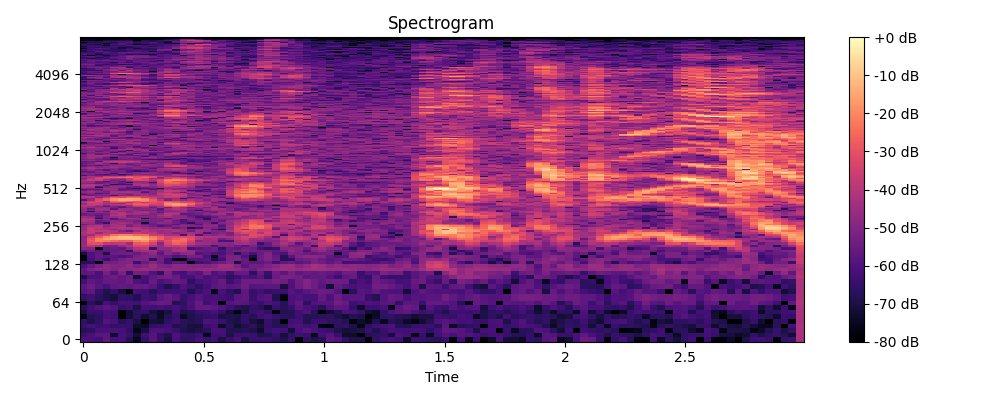 Spectrogram
Hz
4096
2048
1024
512
256
128
64
0
0
0.5
1
1.5
2
2.5
Time
+0 dB
-10 dB
-20 dB
-30 dB
-40 dB
-50 dB
-60 dB
-70 dB
-80 dB